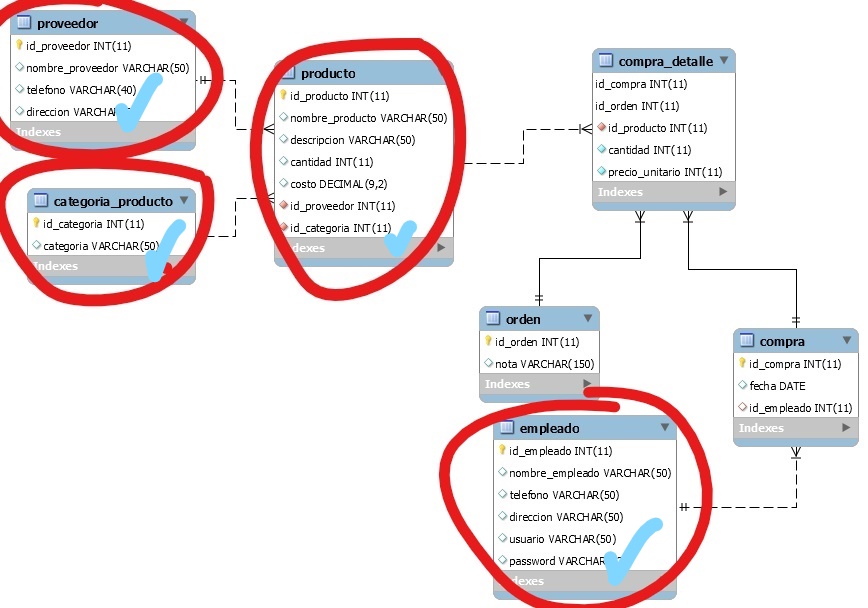 proveedor
id_proveedor INT(11)
nombre_proveedor VARCHAR(50)
telefono VARCHAR(40)
direccion
Indexes
categoria_producto
id_categoria INT(11)
categoria VARCHAR(50)
Indexes
producto
id_producto INT(11)
nombre_producto VARCHAR(50)
descripcion VARCHAR(50)
cantidad INT(11)
costo DECIMAL(9,2)
id_proveedor INT(11)
id_categoria INT(11)
Indexes
compra_detalle
id_compra INT(11)
id_orden INT(11)
id_producto INT(11)
cantidad INT(11)
precio_unitario INT(11)
Indexes
orden
id_orden INT(11)
nota VARCHAR(150)
Indexes
compra
id_compra INT(11)
fecha DATE
id_empleado INT(11)
Indexes
empleado
id_empleado INT(11)
nombre_empleado VARCHAR(50)
telefono VARCHAR(50)
direccion VARCHAR(50)
usuario VARCHAR(50)
password
Indexes